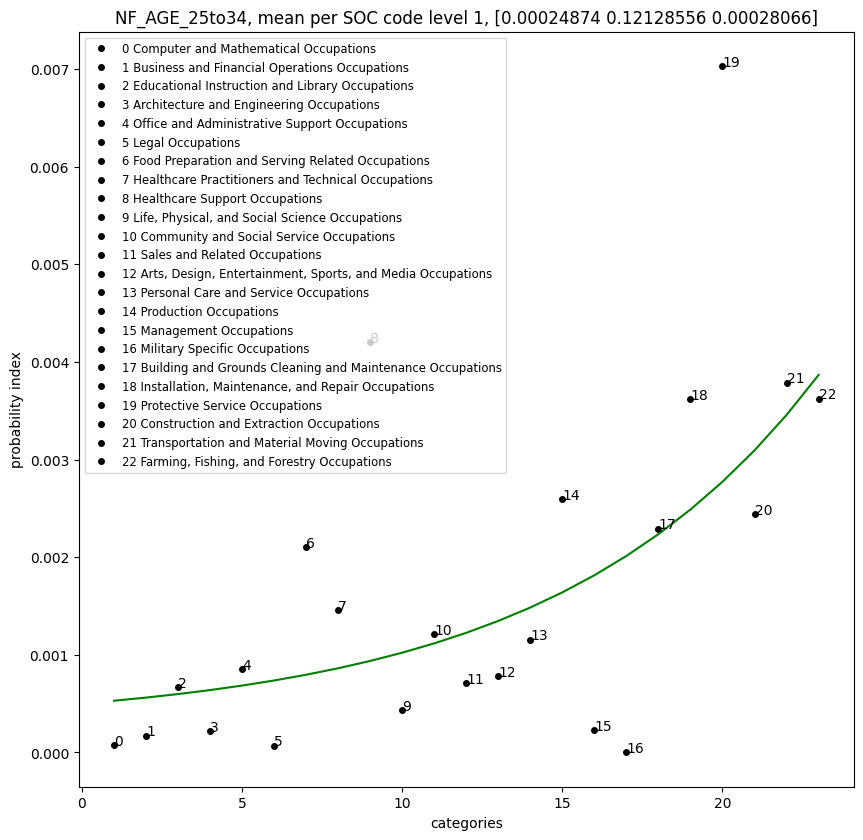 NF_AGE_25to34, mean per SOC code level 1, [0.00024874 0.12128556 0.00028066]
0 Computer and Mathematical Occupations
1 Business and Financial Operations Occupations
2 Educational Instruction and Library Occupations
3 Architecture and Engineering Occupations
4 Office and Administrative Support Occupations
5 Legal Occupations
6 Food Preparation and Serving Related Occupations
7 Healthcare Practitioners and Technical Occupations
8 Healthcare Support Occupations
9 Life, Physical, and Social Science Occupations
10 Community and Social Service Occupations
11 Sales and Related Occupations
12 Arts, Design, Entertainment, Sports, and Media Occupations
13 Personal Care and Service Occupations
14 Production Occupations
15 Management Occupations
16 Military Specific Occupations
17 Building and Grounds Cleaning and Maintenance Occupations
18 Installation, Maintenance, and Repair Occupations
19 Protective Service Occupations
20 Construction and Extraction Occupations
21 Transportation and Material Moving Occupations
22 Farming, Fishing, and Forestry Occupations
probability index
0.007
0.006
0.005
0.004
0.003
0.002
0.001
0.000
19
8
21
18
22
14
20
17
6
7
10
13
4
12
11
2
9
3
15
1
0
5
16
0
5
10
15
20
categories